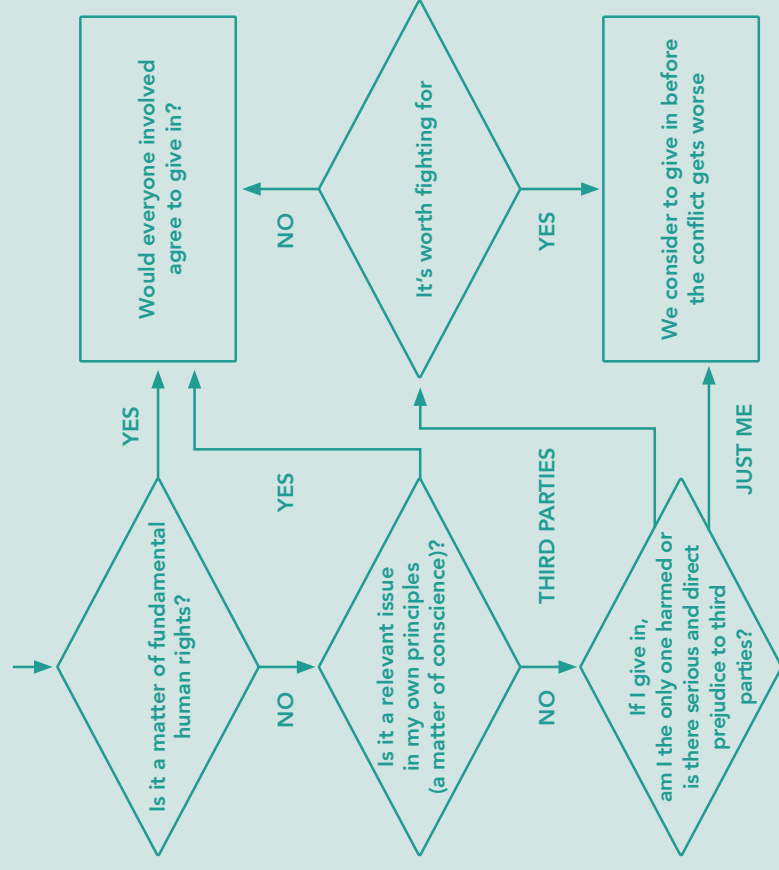 Is it a matter of fundamental
human rights?
YES
Would everyone involved
agree to give in?
NO
YES
Is it a relevant issue
in my own principles
(a matter of conscience)?
NO
It's worth fighting for
NO
YES
THIRD PARTIES
If I give in,
am I the only one harmed or
is there serious and direct
prejudice to third
parties?
JUST ME
We consider to give in before
the conflict gets worse